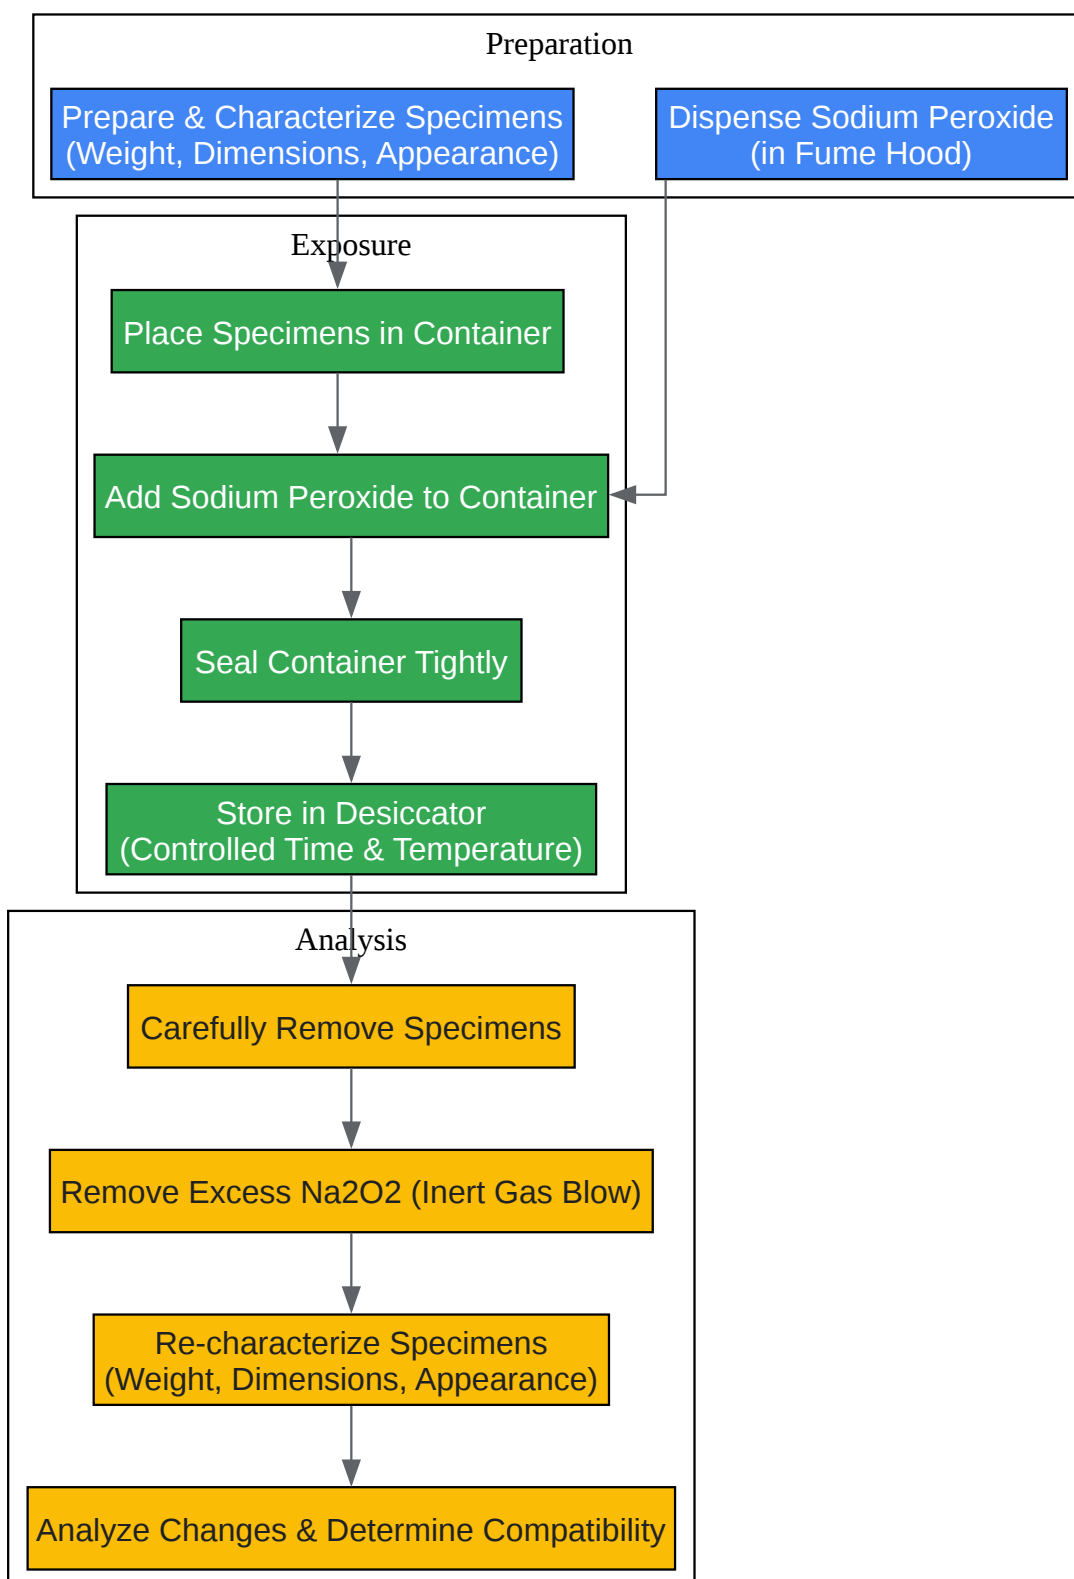 Preparation
Prepare & Characterize Specimens
(Weight, Dimensions, Appearance)
Dispense Sodium Peroxide
(in Fume Hood)
Exposure
Place Specimens in Container
Add Sodium Peroxide to Container
Seal Container Tightly
Store in Desiccator
(Controlled Time & Temperature)
Analysis
Carefully Remove Specimens
Remove Excess Na2O2 (Inert Gas Blow)
Re-characterize Specimens
(Weight, Dimensions, Appearance)
Analyze Changes & Determine Compatibility